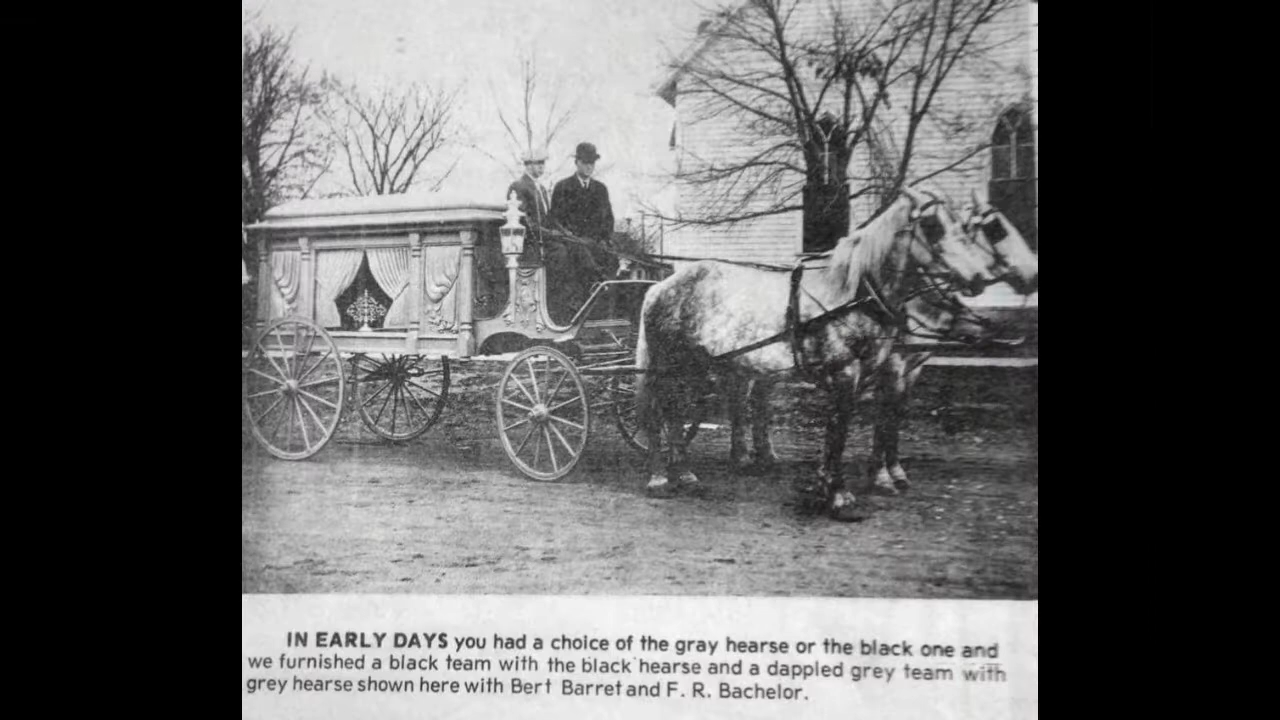 IN EARLY DAYS you had a choice of the gray hearse or the black one and
we furnished a black team with the black hearse and a dappled grey team with
grey hearse shown here with Bert Barret and F. R. Bachelor.